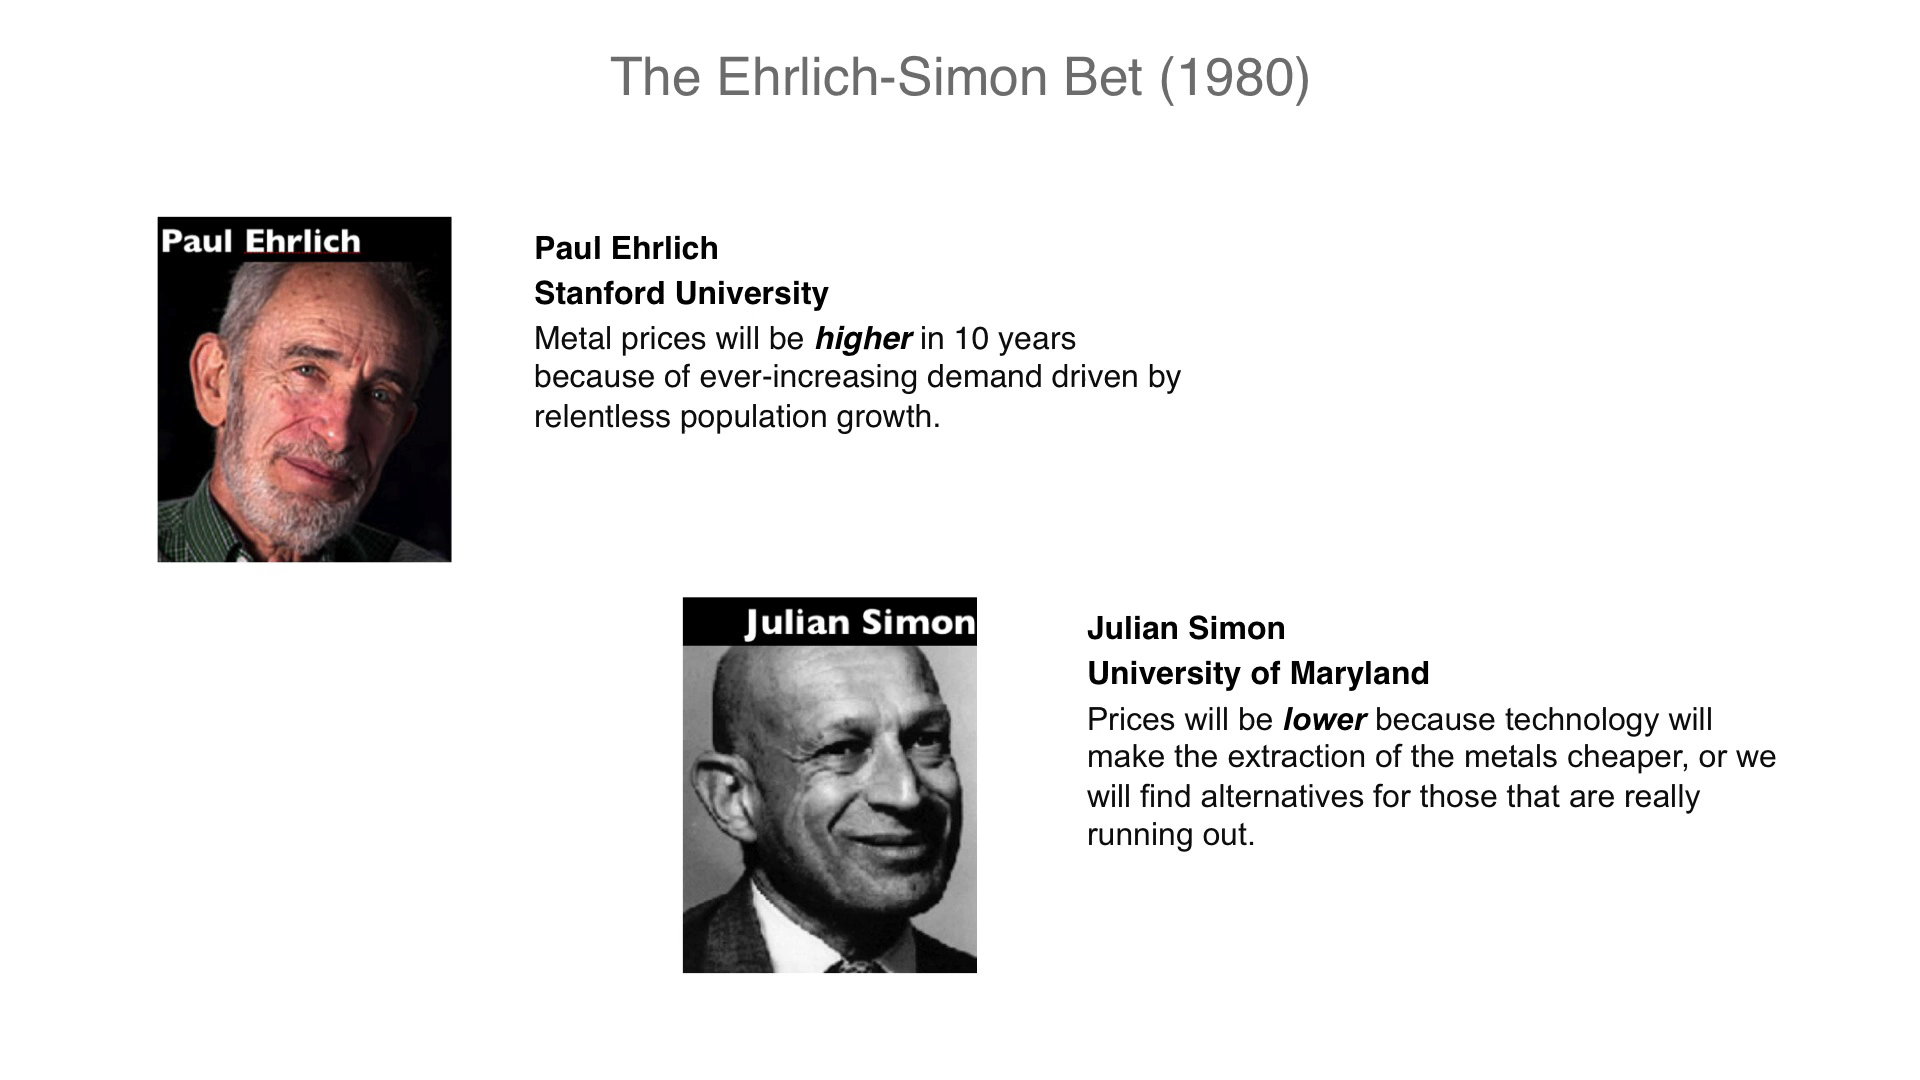 The Ehrlich-Simon Bet (1980)
Paul Ehrlich
Paul Ehrlich
Stanford University
Metal prices will be higher in 10 years
because of ever-increasing demand driven by
relentless population growth.
Julian Simon
Julian Simon
University of Maryland
Prices will be lower because technology will
make the extraction of the metals cheaper, or we
will find alternatives for those that are really
running out.